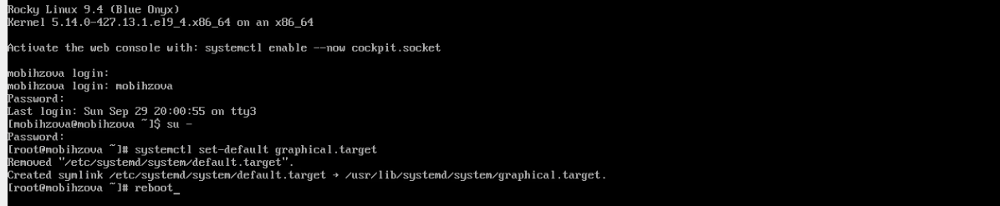 Rocky Linux 9.4 (Blue Onyx)
Kernel 5.14.0-427.13.1.el9_4.x86_64 on an x86_64
Activate the web console with: systemctl enable --now cockpit.socket
mobihzova login:
mobihzova login: mobihzova
Password:
Last login: Sun Sep 29 20:00:55 on tty3
[mobihzova@mobihzova ~]$ su -
Password:
[root@mobihzova ~]# systemctl set-default graphical.target
Removed "/etc/systemd/system/default.target".
Created symlink /etc/systemd/system/default.target → /usr/lib/systemd/system/graphical.target.
[root@mobihzova ~]# reboot_